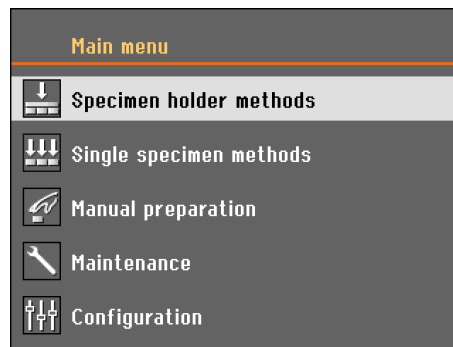 Main menu
Specimen holder methods
Single specimen methods
Manual preparation
Maintenance
Configuration